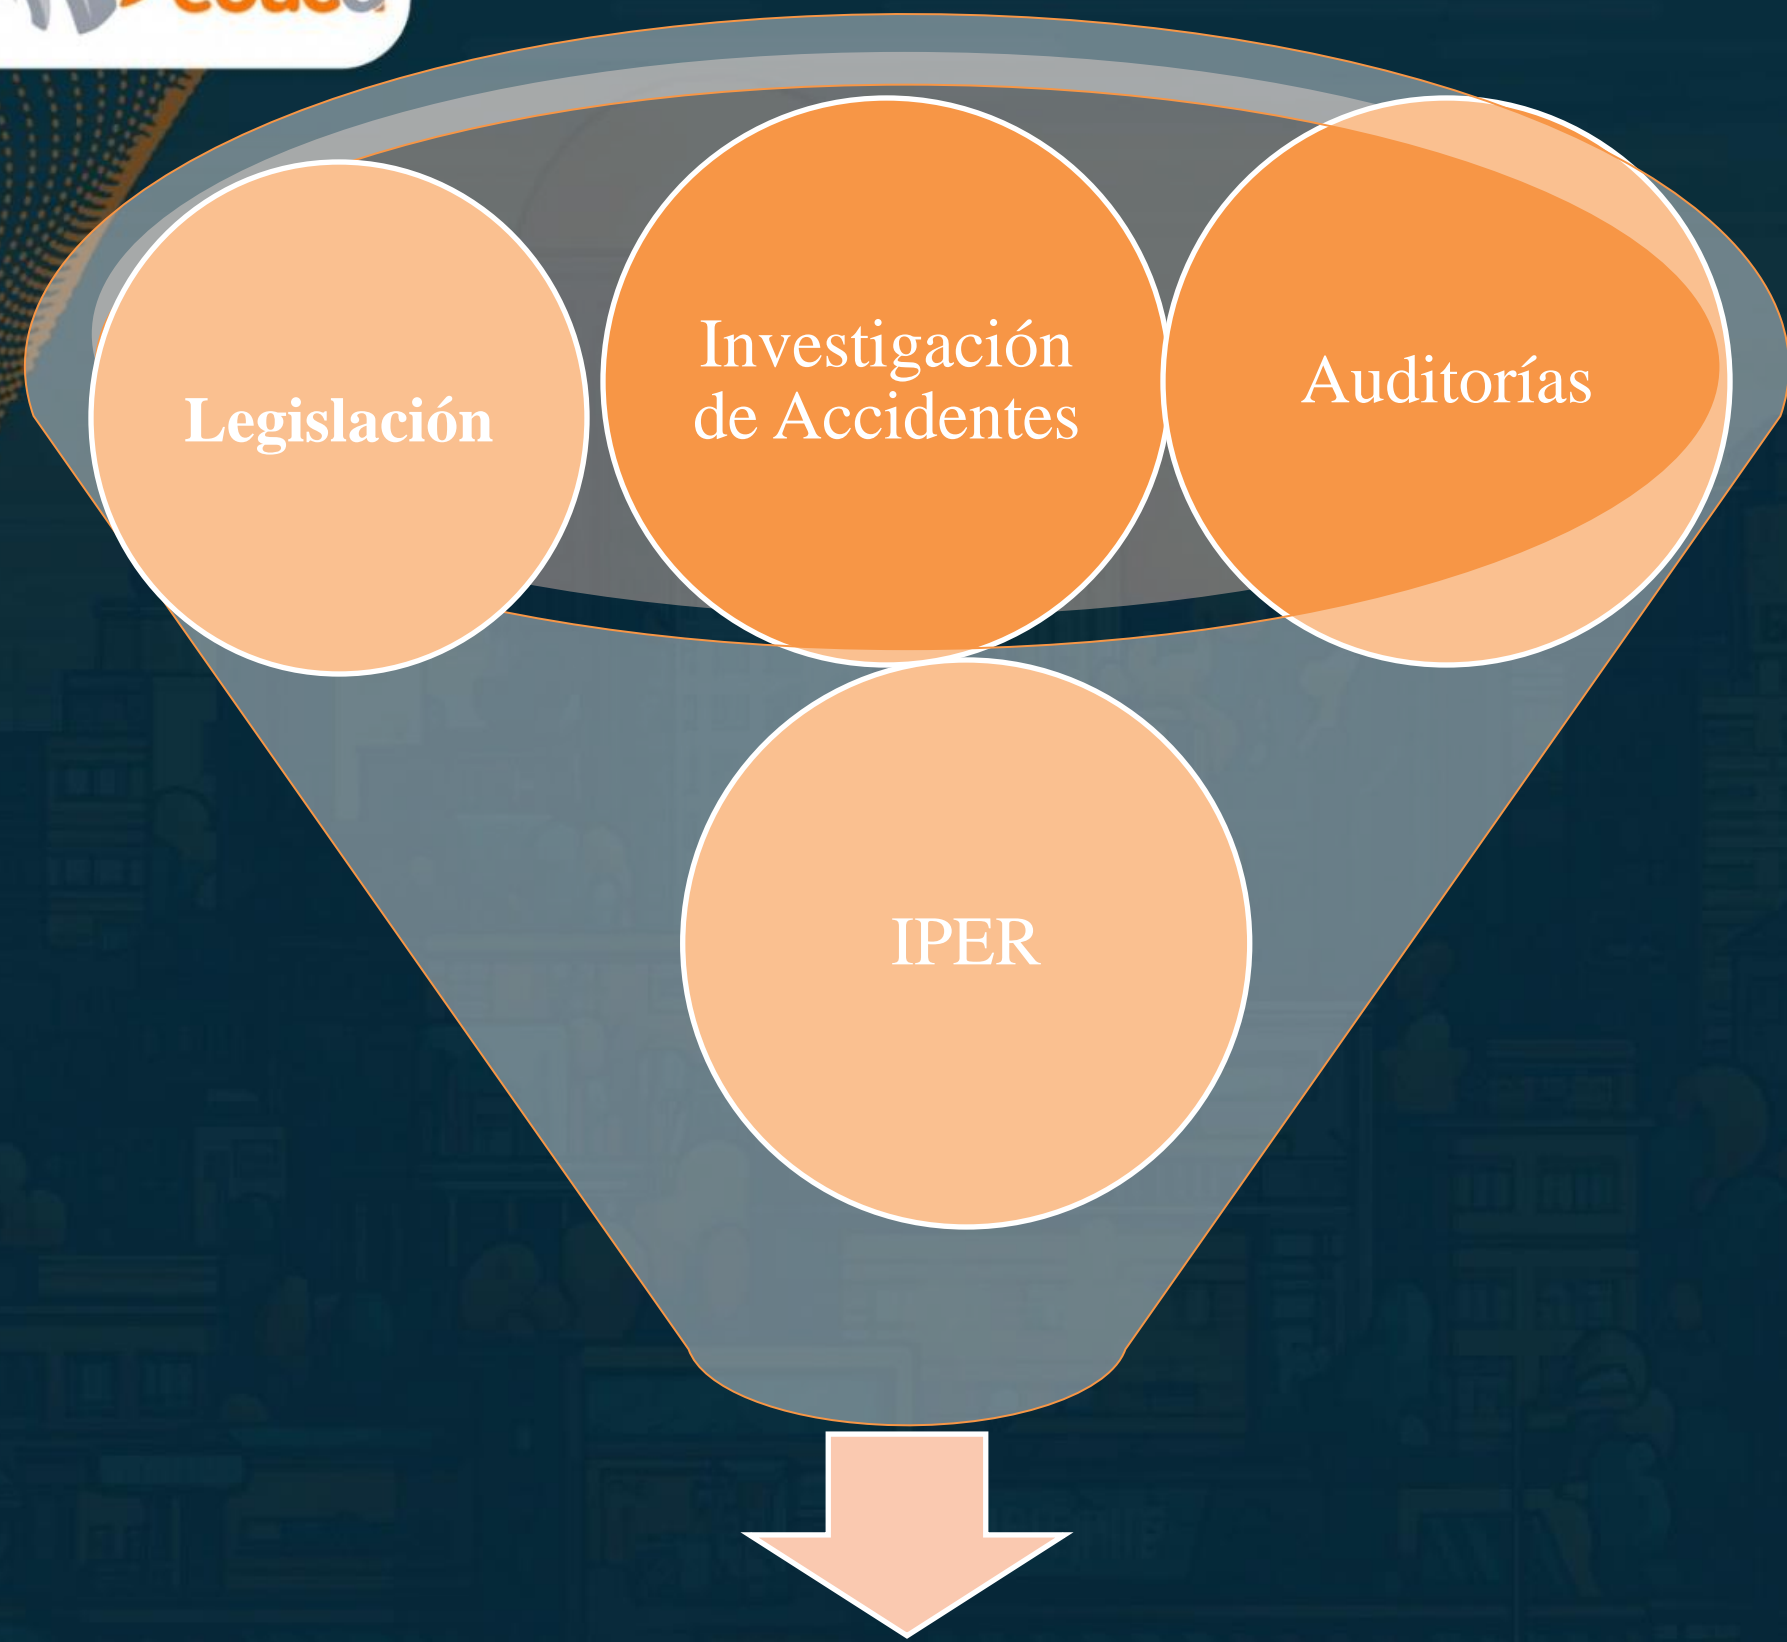 Legislación
Investigación
de Accidentes
Auditorías
IPER